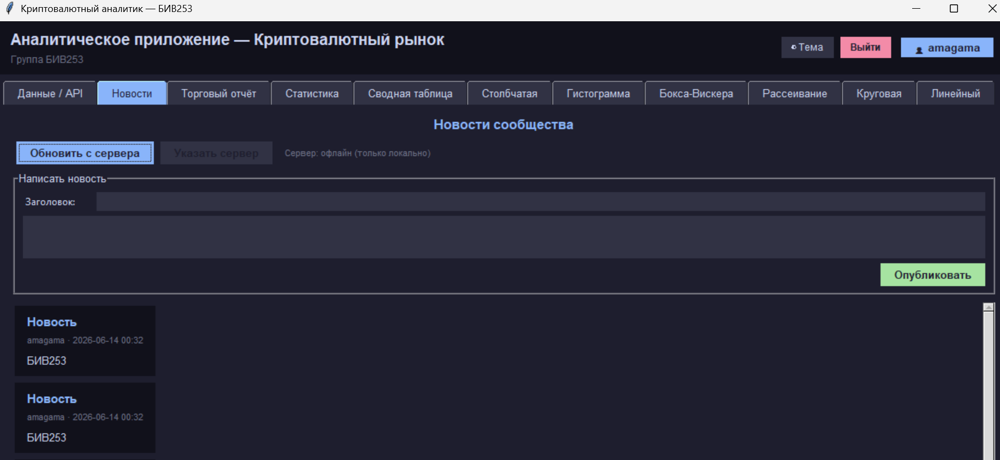 Криптовалютный аналитик — БИВ253
Аналитическое приложение — Криптовалютный рынок
Группа БИВ253
Тема
Выйти
amagama
Данные / API
Новости
Торговый отчёт
Статистика
Сводная таблица
Столбчатая
Гистограмма
Бокса-Вискера
Рассеивание
Круговая
Линейный
Новости сообщества
Обновить с сервера
Указать сервер
Сервер: офлайн (только локально)
Написать новость
Заголовок:
Опубликовать
Новость
amagama · 2026-06-14 00:32
БИВ253
Новость
amagama · 2026-06-14 00:32
БИВ253